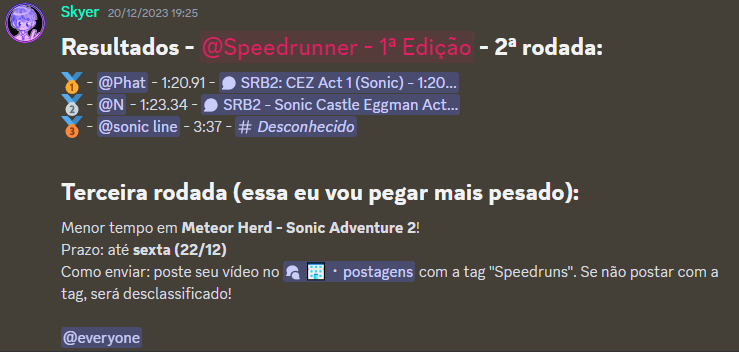 Skyer 20/12/2023 19:25
Resultados - @Speedrunner - 1ª Edição - 2ª rodada:
1 - @Phat - 1:20.91 - SRB2: CEZ Act 1 (Sonic) - 1:20...
2 - @N - 1:23.34 - SRB2 - Sonic Castle Eggman Act...
3 - @sonic line - 3:37 - # Desconhecido
Terceira rodada (essa eu vou pegar mais pesado):
Menor tempo em Meteor Herd - Sonic Adventure 2!
Prazo: até sexta (22/12)
Como enviar: poste seu vídeo no ・postagens com a tag "Speedruns". Se não postar com a
tag, será desclassificado!
@everyone